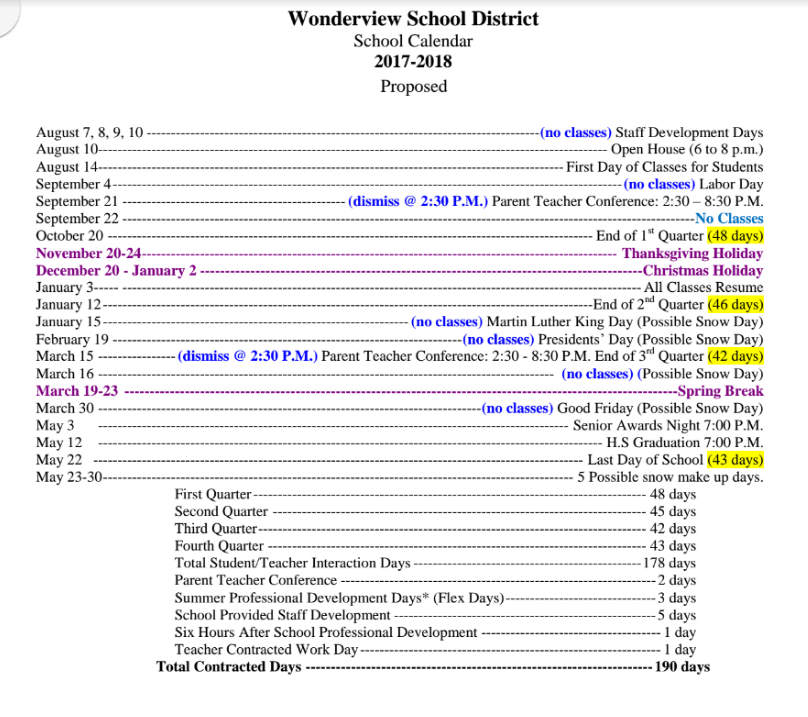 Wonderview School District
School Calendar
2017-2018
Proposed
August 7, 8, 9, 10 ---------- (no classes) Staff Development Days
August 10---------- Open House (6 to 8 p.m.)
August 14---------- First Day of Classes for Students
September 4---------- (no classes) Labor Day
September 21 ---------- (dismiss @ 2:30 P.M.) Parent Teacher Conference: 2:30 – 8:30 P.M.
September 22 ----------No Classes
October 20 ---------- End of 1st Quarter (48 days)
November 20-24---------- Thanksgiving Holiday
December 20 - January 2 ----------Christmas Holiday
January 3----- ---------- All Classes Resume
January 12----------End of 2nd Quarter (46 days)
January 15---------- (no classes) Martin Luther King Day (Possible Snow Day)
February 19 ----------(no classes) Presidents' Day (Possible Snow Day)
March 15 ---------- (dismiss @ 2:30 P.M.) Parent Teacher Conference: 2:30 - 8:30 P.M. End of 3rd Quarter (42 days)
March 16 ---------- (no classes) (Possible Snow Day)
March 19-23 ----------Spring Break
March 30 ----------(no classes) Good Friday (Possible Snow Day)
May 3 ---------- Senior Awards Night 7:00 P.M.
May 12 ---------- H.S Graduation 7:00 P.M.
May 22 ---------- Last Day of School (43 days)
May 23-30---------- 5 Possible snow make up days.
First Quarter---------- 48 days
Second Quarter ---------- 45 days
Third Quarter---------- 42 days
Fourth Quarter ---------- 43 days
Total Student/Teacher Interaction Days ----------178 days
Parent Teacher Conference ----------2 days
Summer Professional Development Days* (Flex Days)----------3 days
School Provided Staff Development ----------5 days
Six Hours After School Professional Development ---------- 1 day
Teacher Contracted Work Day---------- 1 day
Total Contracted Days ---------- 190 days